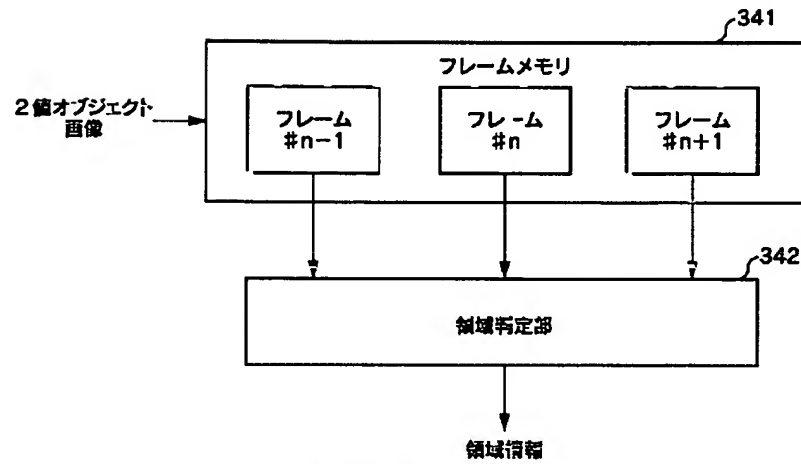 341
フレームメモリ
2値オブジェクト
画像
フレーム
#n−1
フレーム
#n
フレーム
#n+1
342
領域判定部
領域情報